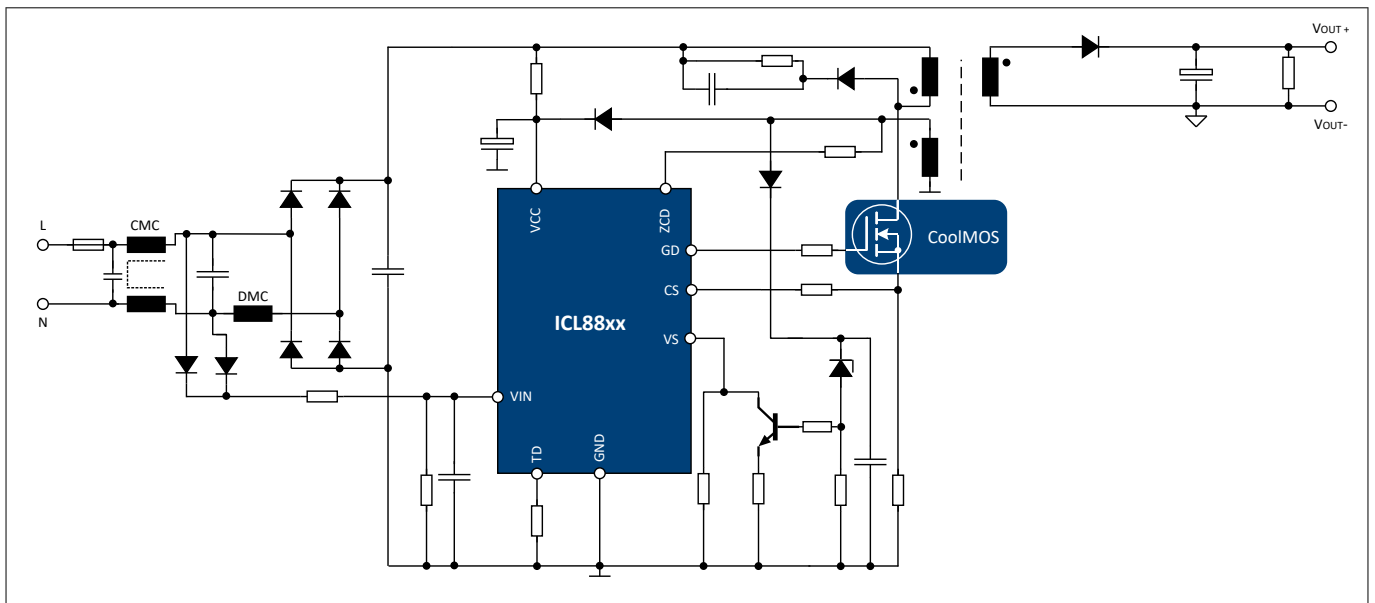 VOUT +
VOUT-
L
CMC
N
DMC
VCC
ZCD
GD
CoolMOS
CS
ICL88xx
VS
VIN
TD
GND